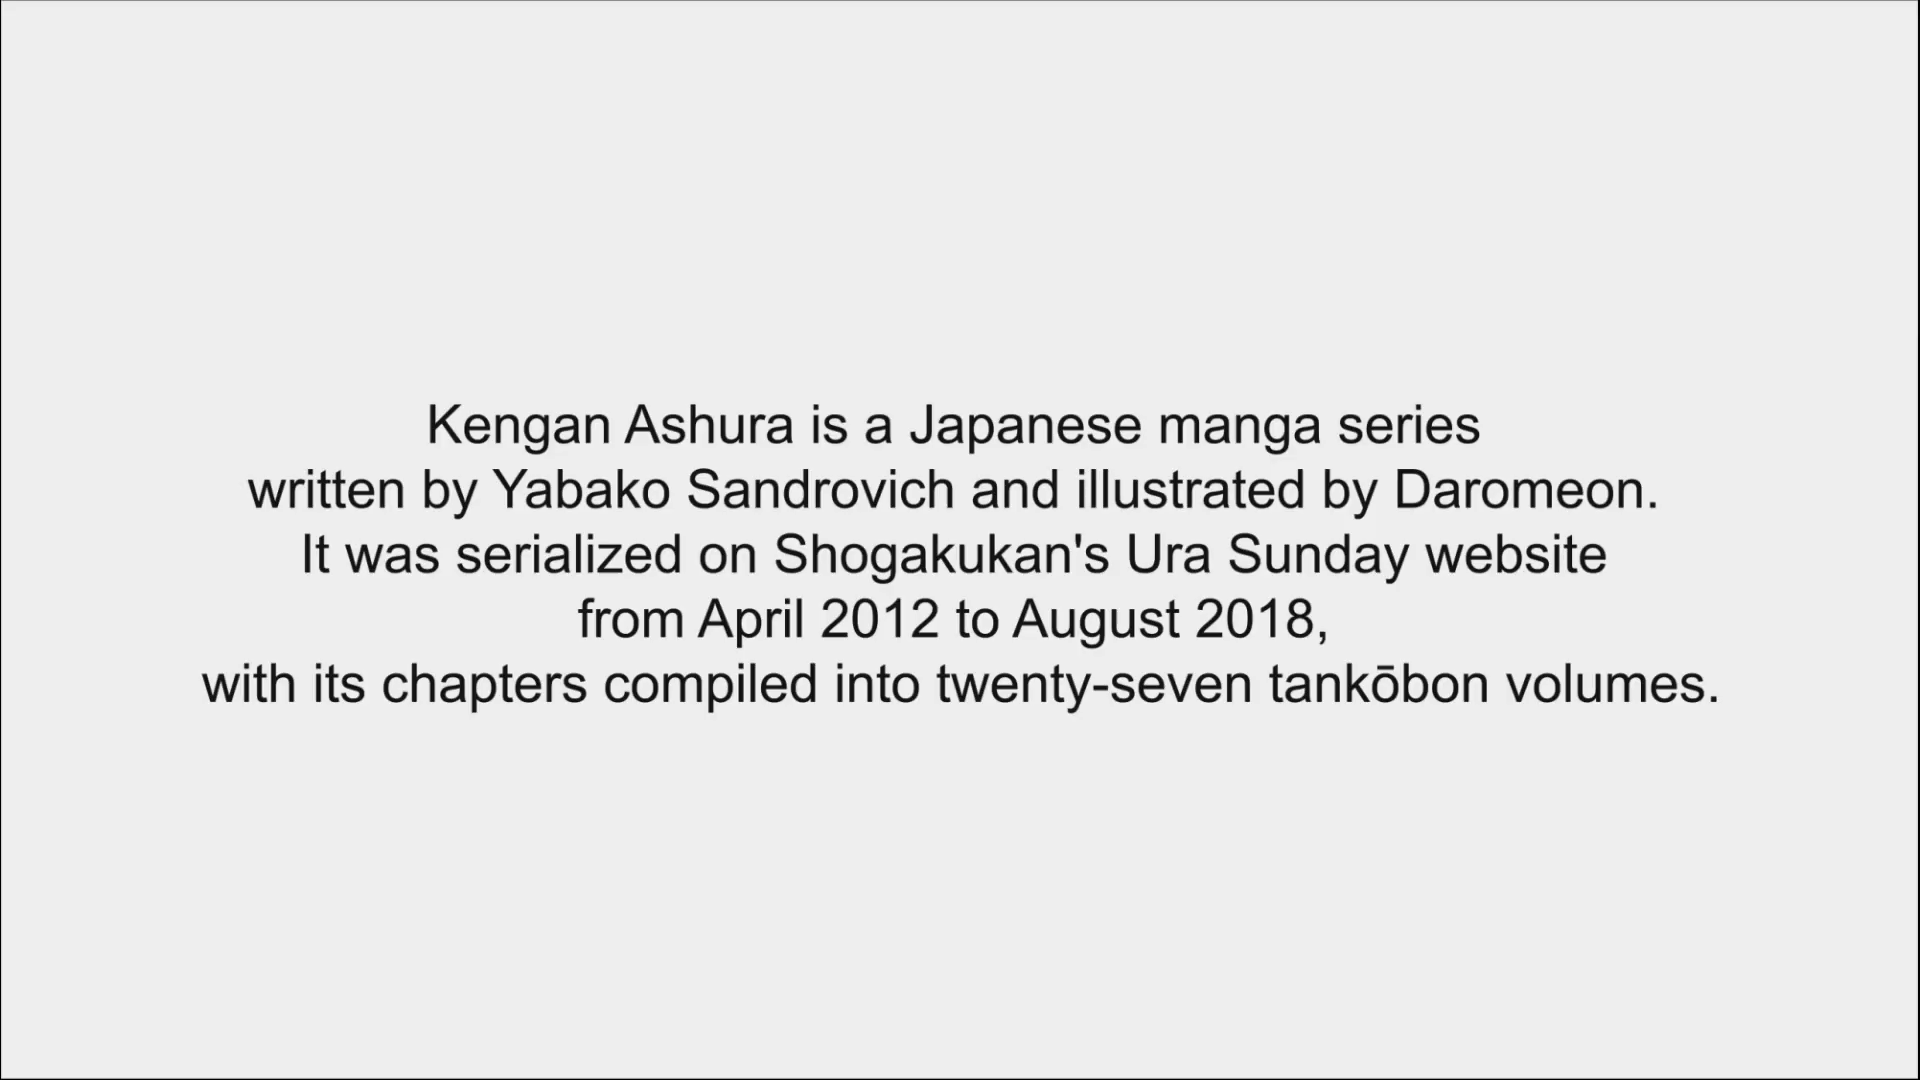 Kengan Ashura is a Japanese manga series
written by Yabako Sandrovich and illustrated by Daromeon.
It was serialized on Shogakukan's Ura Sunday website
from April 2012 to August 2018,
with its chapters compiled into twenty-seven tankōbon volumes.